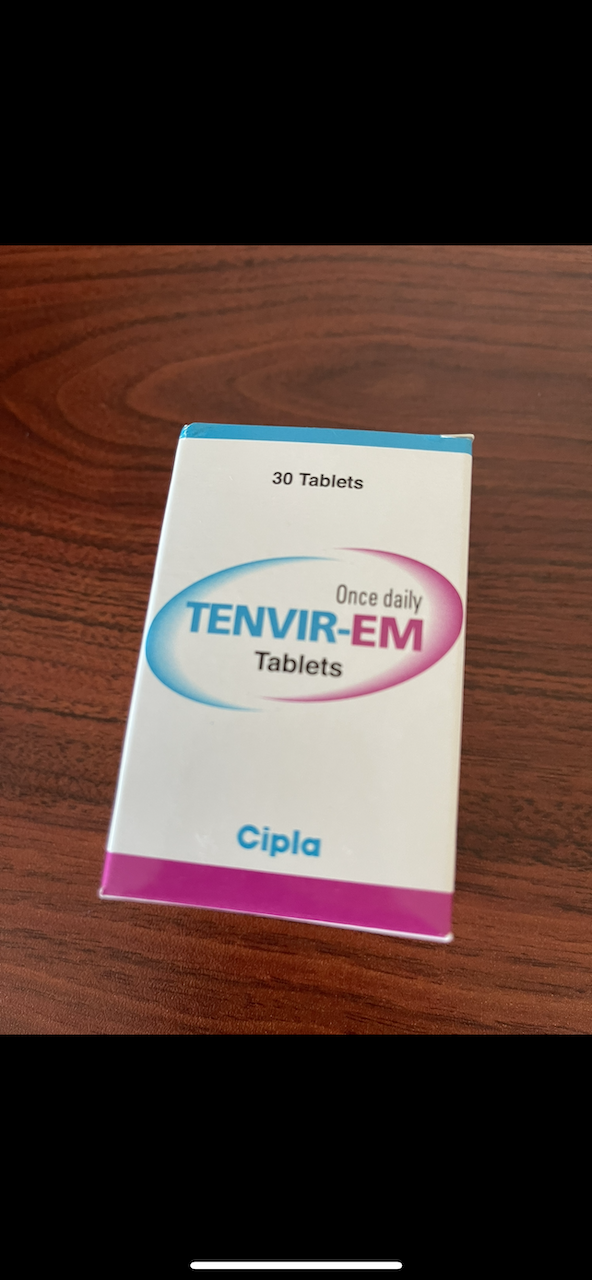 30 Tablets
Once daily
TENVIR-EM
Tablets
Cipla